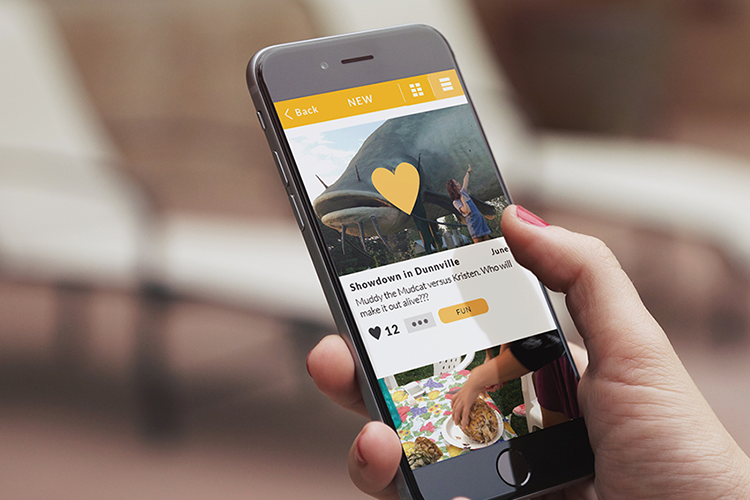 Back NEW
Showdown in Dunnville June
Muddy the Mudcat versus Kristen. Who will
make it out alive???
12 FUN